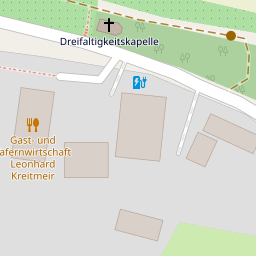 Dreifaltigkeitskapelle
Gast- und
afernwirtschaft
Leonhard
Kreitmeir